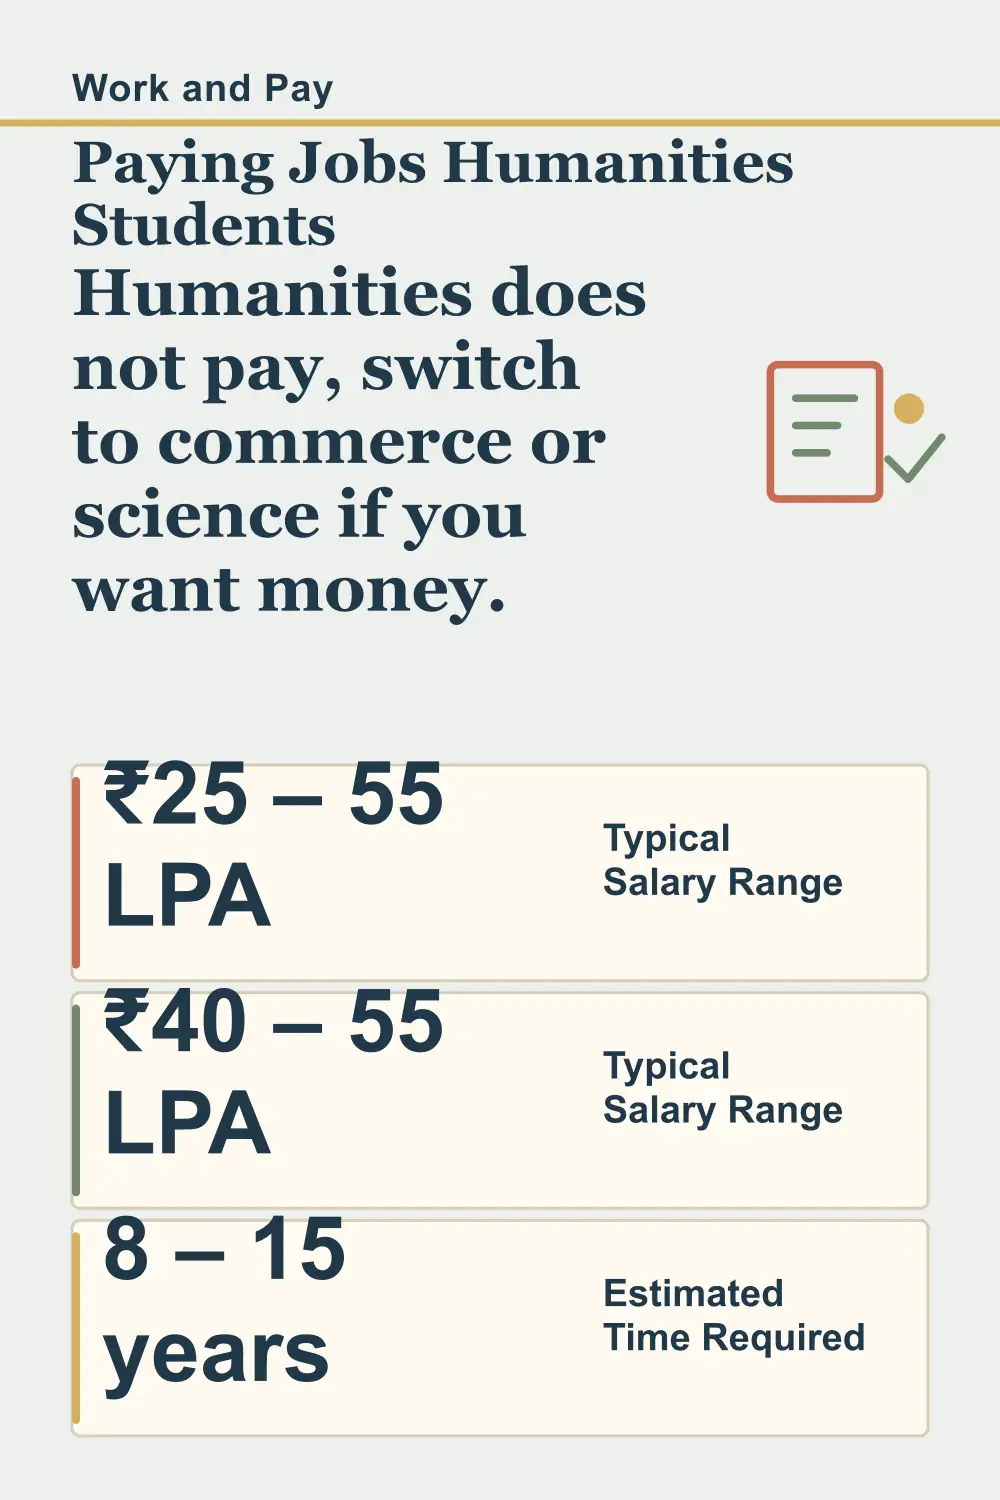 Work and Pay
Paying Jobs Humanities
Students
Humanities does
not pay, switch
to commerce or
science if you
want money.
₹25 – 55
LPA
Typical
Salary Range
₹40 – 55
LPA
Typical
Salary Range
8 – 15
years
Estimated
Time Required